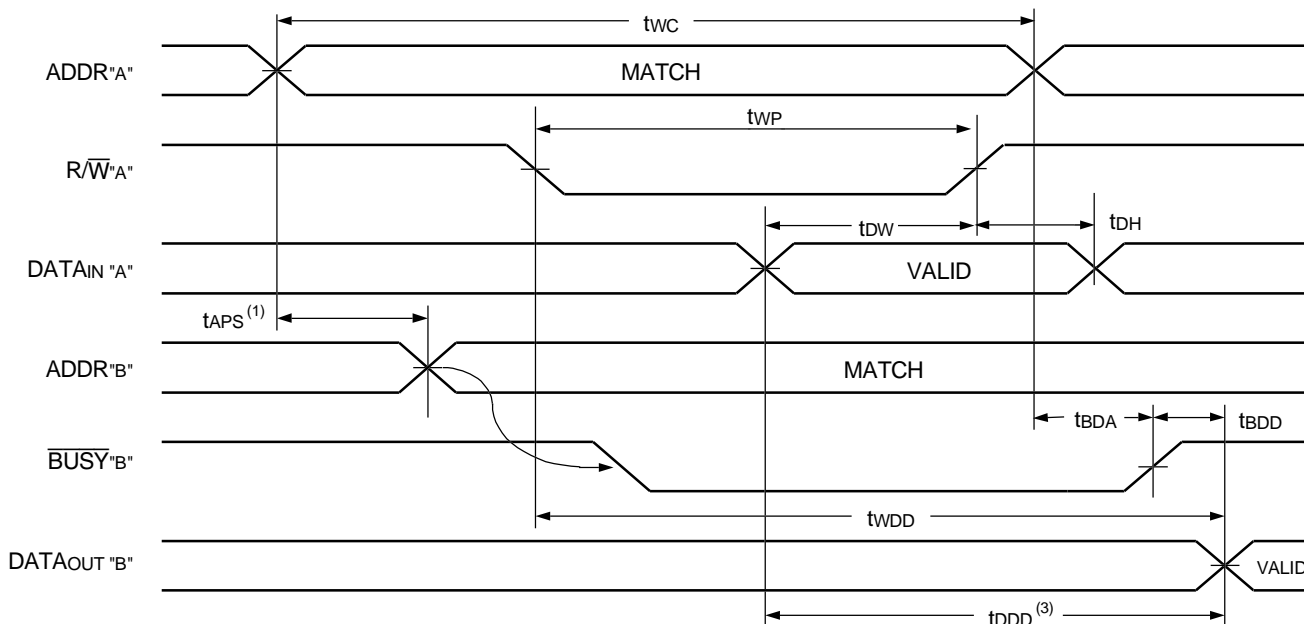 tWC
ADDR"A"
MATCH
tWP
R/W"A"
tDW
tDH
DATAIN "A"
VALID
tAPS (1)
ADDR"B"
MATCH
tBDA
tBDD
BUSY"B"
tWDD
DATAOUT "B"
VALID
tDDD (3)